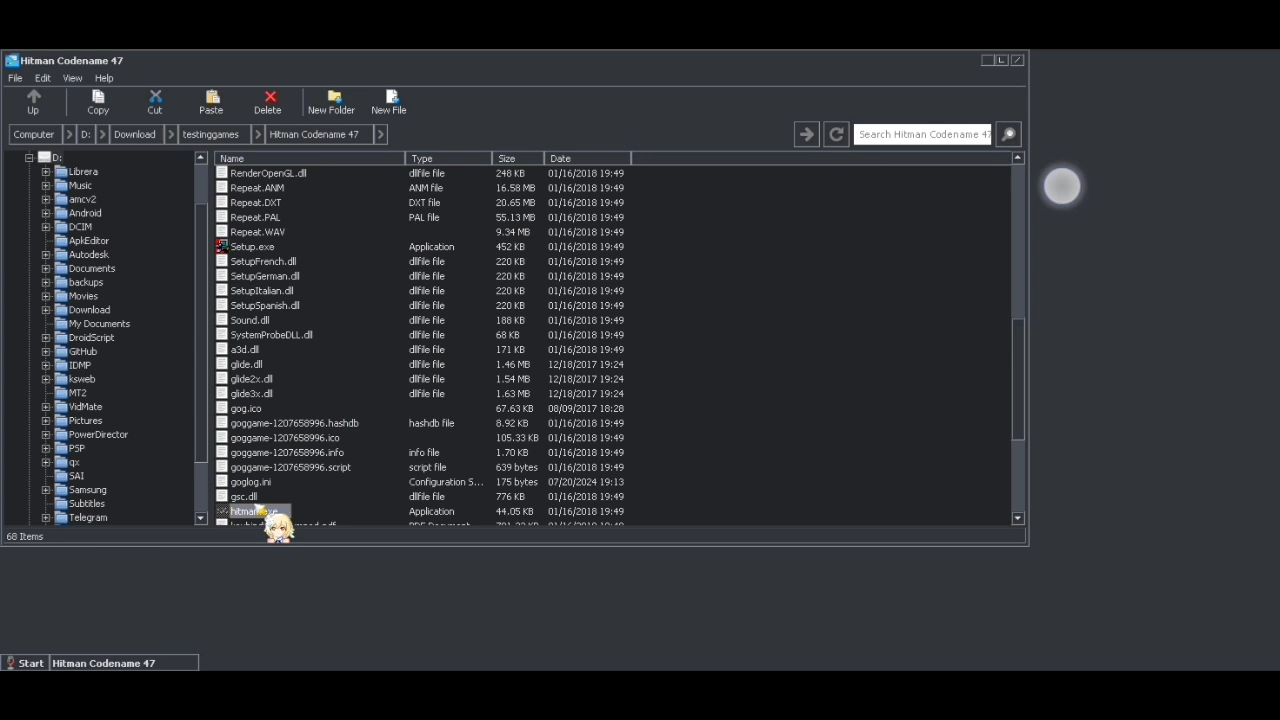 Hitman Codename 47
File Edit View Help
Up Copy Cut Paste Delete New Folder New File
Computer D: Download testinggames Hitman Codename 47 Search Hitman Codename 47
D:
Librera
Music
amcv2
Android
DCIM
ApkEditor
Autodesk
Documents
backups
Movies
Download
My Documents
DroidScript
GitHub
IDMP
ksweb
MT2
VidMate
Pictures
PowerDirector
PSP
qx
SAI
Samsung
Subtitles
Telegram
Name Type Size Date
RenderOpenGL.dll dllfile file 248 KB 01/16/2018 19:49
Repeat.ANM ANM file 16.58 MB 01/16/2018 19:49
Repeat.DXT DXT file 20.65 MB 01/16/2018 19:49
Repeat.PAL PAL file 55.13 MB 01/16/2018 19:49
Repeat.WAV 9.34 MB 01/16/2018 19:49
Setup.exe Application 452 KB 01/16/2018 19:49
SetupFrench.dll dllfile file 220 KB 01/16/2018 19:49
SetupGerman.dll dllfile file 220 KB 01/16/2018 19:49
SetupItalian.dll dllfile file 220 KB 01/16/2018 19:49
SetupSpanish.dll dllfile file 220 KB 01/16/2018 19:49
Sound.dll dllfile file 188 KB 01/16/2018 19:49
SystemProbeDLL.dll dllfile file 68 KB 01/16/2018 19:49
a3d.dll dllfile file 171 KB 01/16/2018 19:49
glide.dll dllfile file 1.46 MB 12/18/2017 19:24
glide2x.dll dllfile file 1.54 MB 12/18/2017 19:24
glide3x.dll dllfile file 1.63 MB 12/18/2017 19:24
gog.ico 67.63 KB 08/09/2017 18:28
goggame-1207658996.hashdb hashdb file 8.92 KB 01/16/2018 19:49
goggame-1207658996.ico 105.33 KB 01/16/2018 19:49
goggame-1207658996.info info file 1.70 KB 01/16/2018 19:49
goggame-1207658996.script script file 639 bytes 01/16/2018 19:49
goglog.ini Configuration S... 175 bytes 07/20/2024 19:13
gsc.dll dllfile file 776 KB 01/16/2018 19:49
hitman.exe Application 44.05 KB 01/16/2018 19:49
68 Items
Start Hitman Codename 47